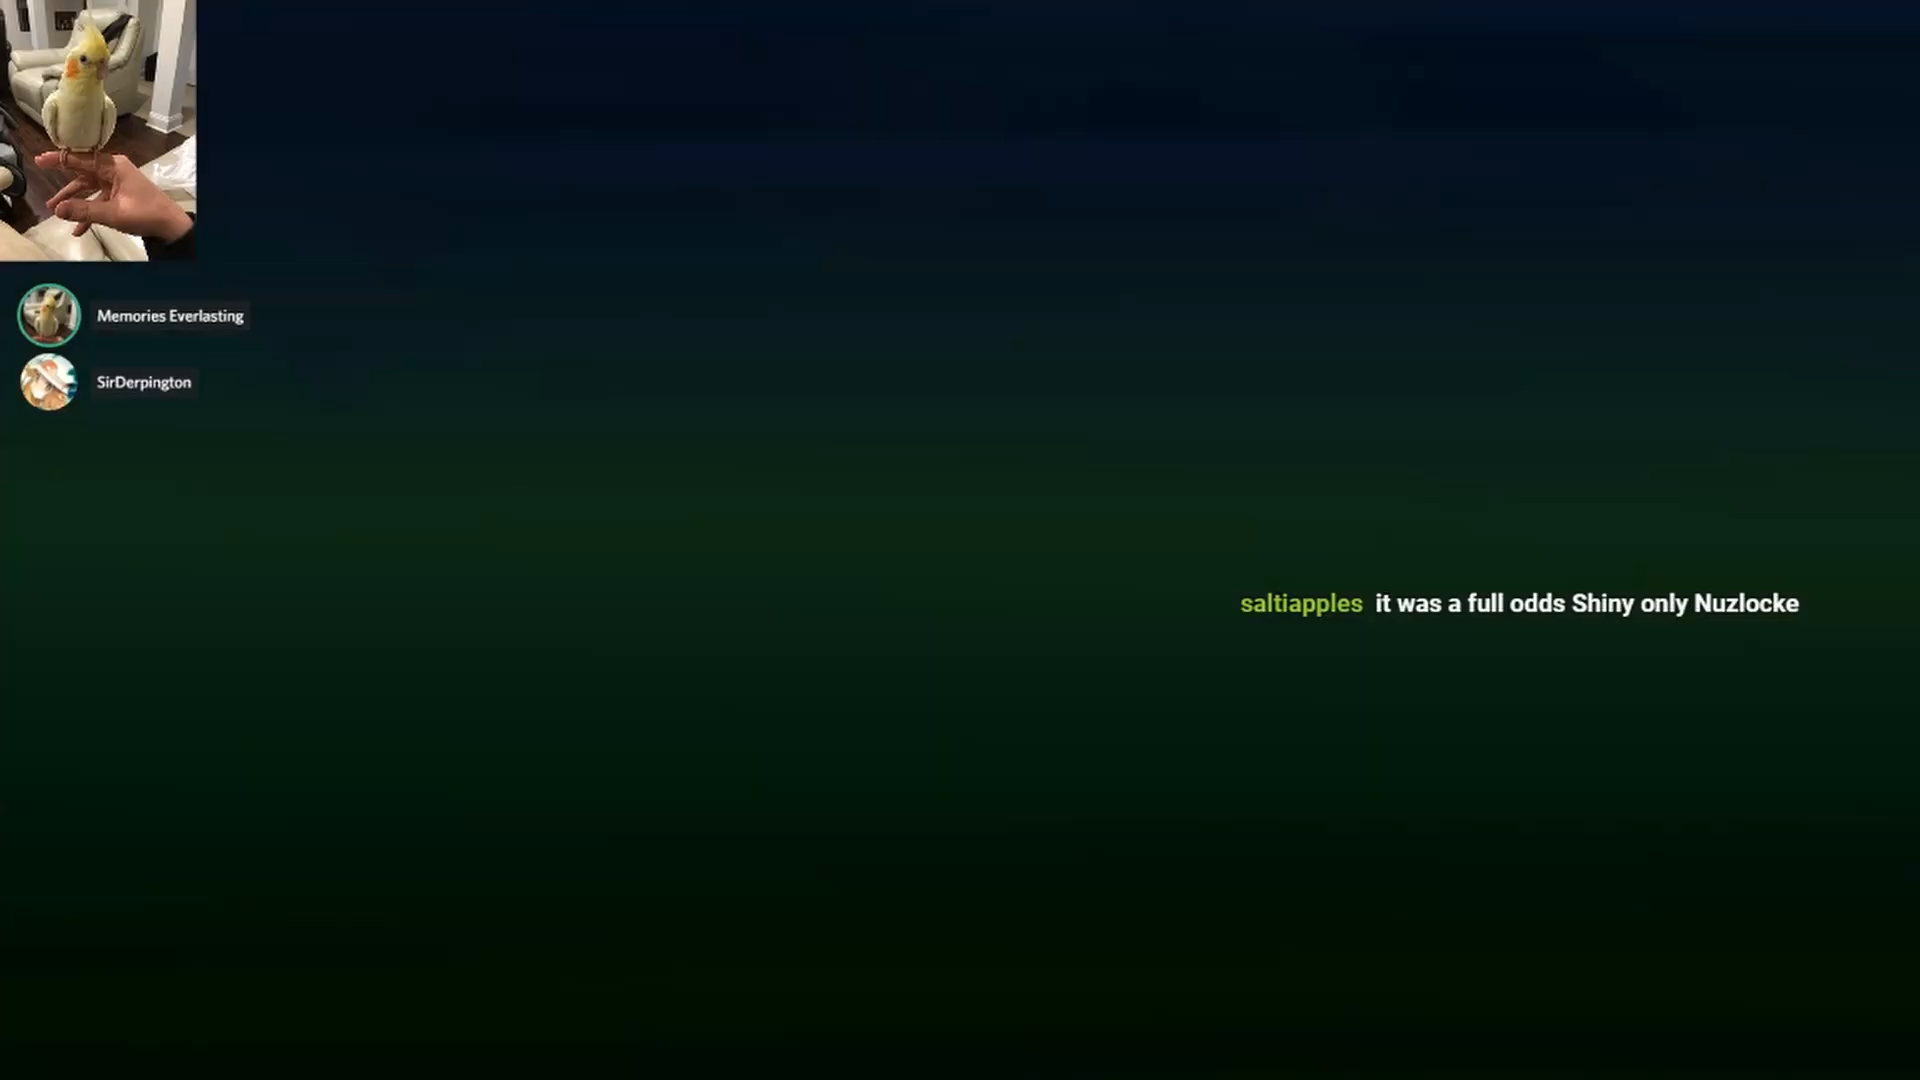 Memories Everlasting
SirDerpington
saltiapples it was a full odds Shiny only Nuzlocke